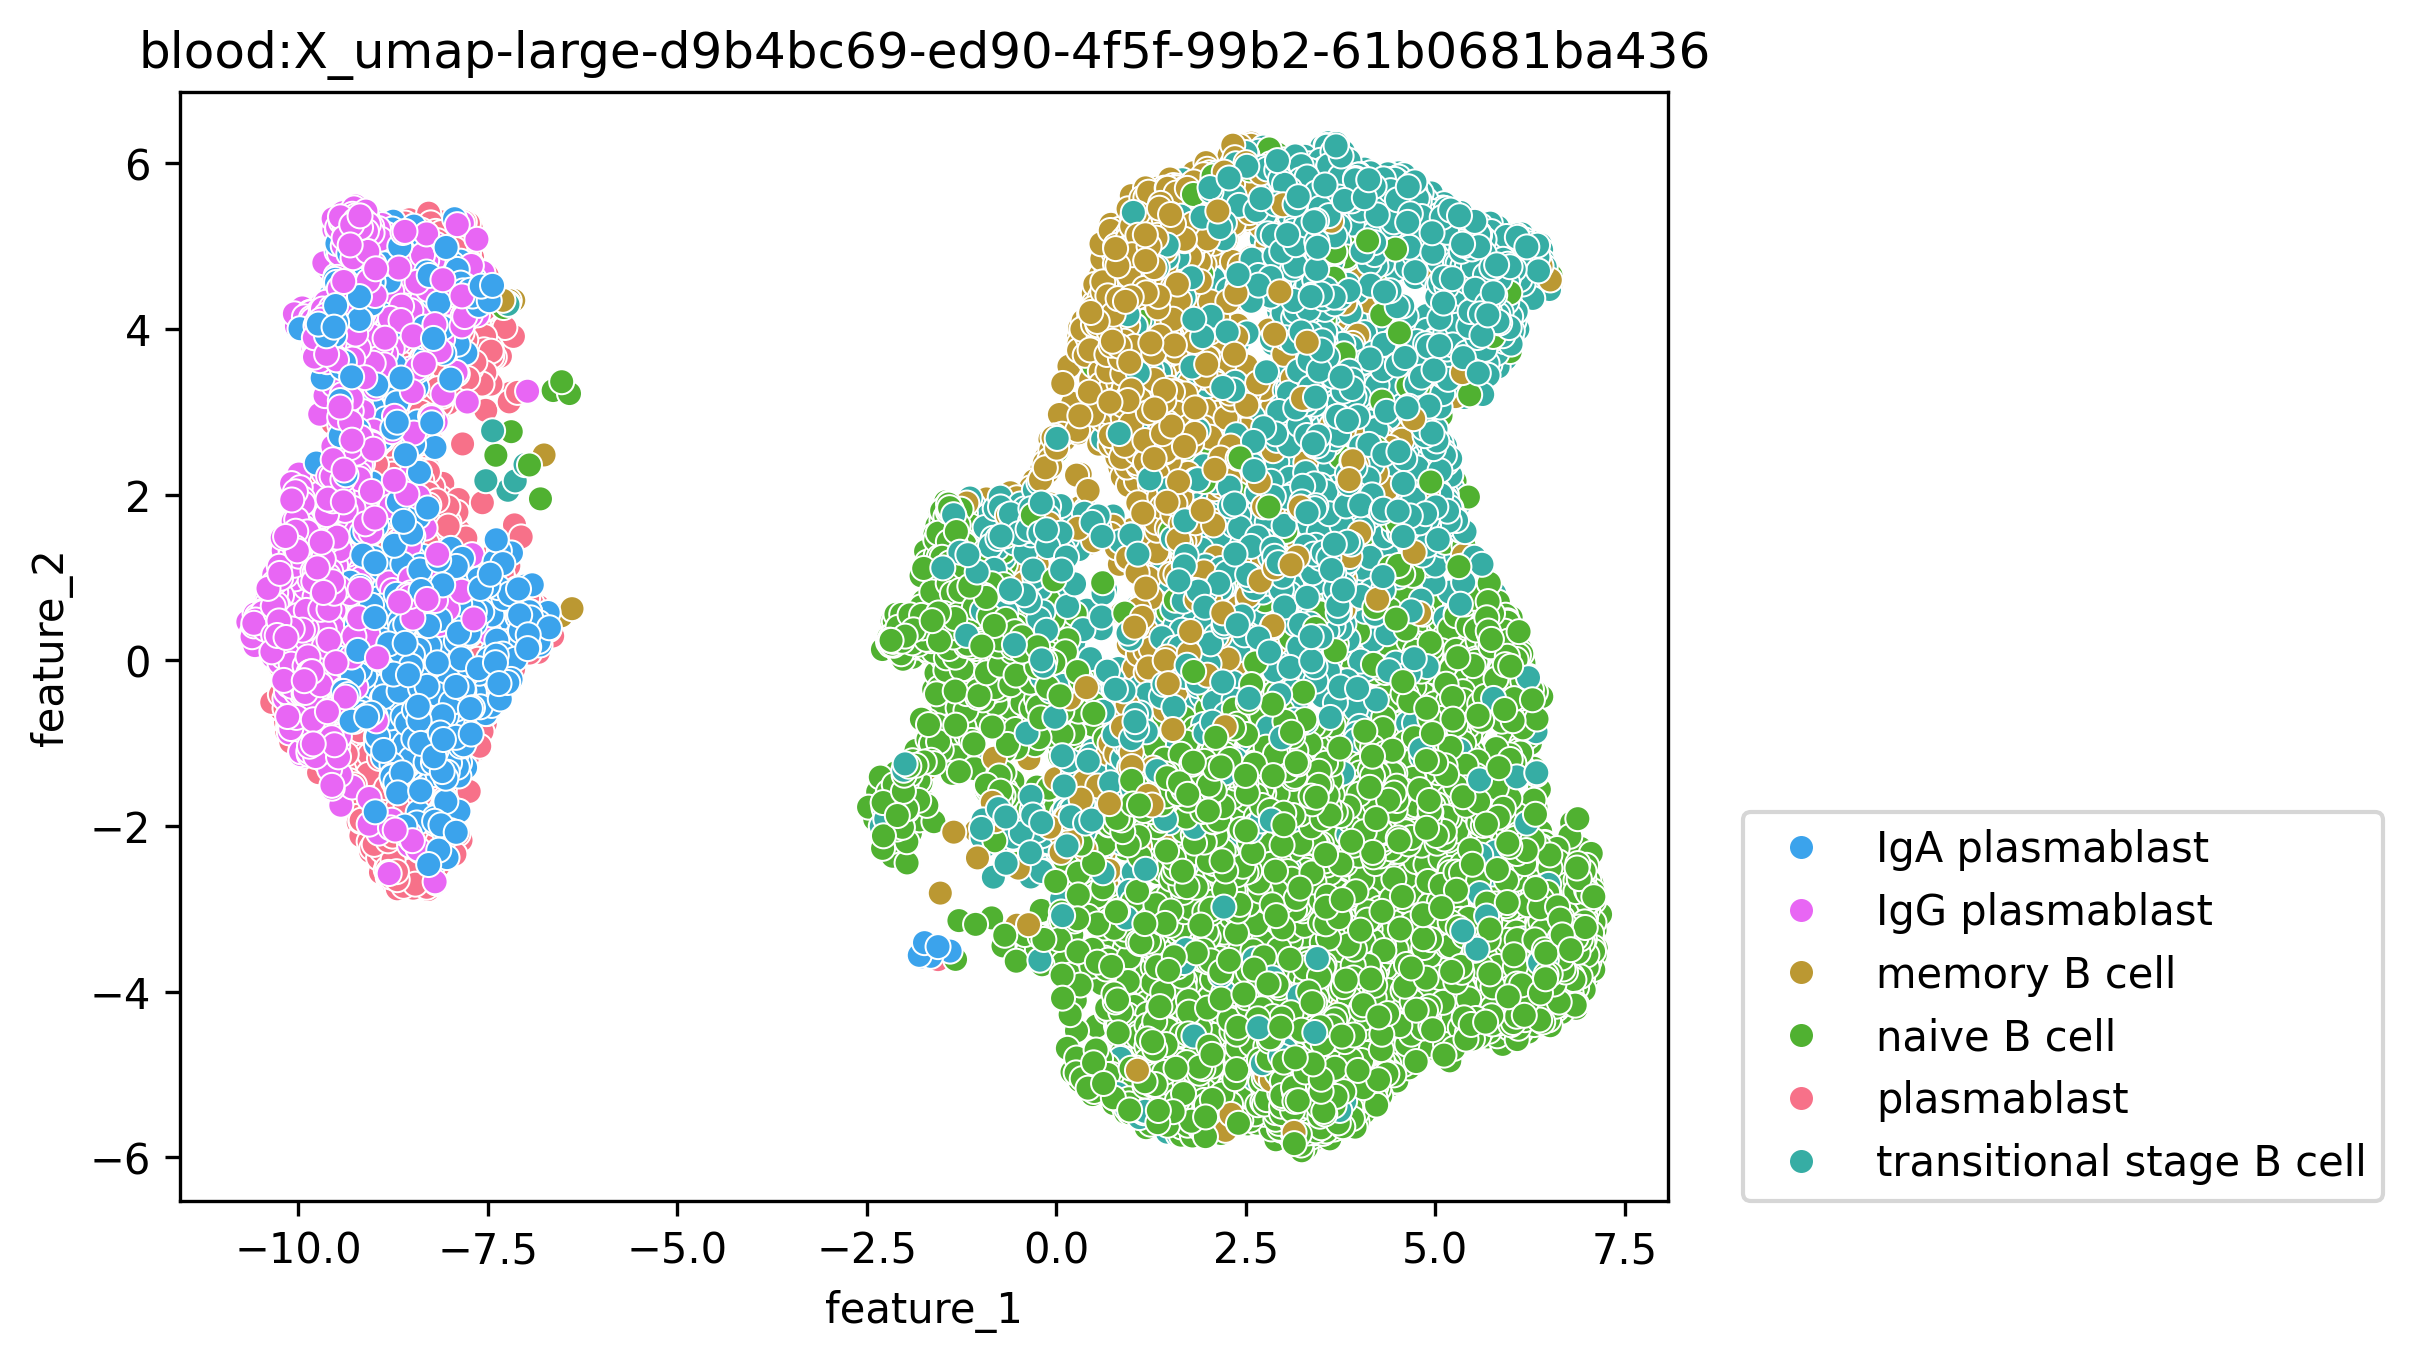 blood:X_umap-large-d9b4bc69-ed90-4f5f-99b2-61b0681ba436
6
4
2
0
−2
−4
−6
feature_2
−10.0 −7.5 −5.0 −2.5 0.0 2.5 5.0 7.5
feature_1
IgA plasmablast
IgG plasmablast
memory B cell
naive B cell
plasmablast
transitional stage B cell